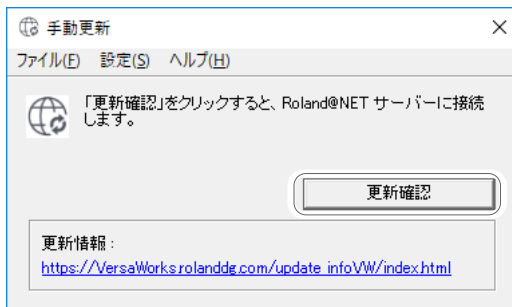 手動更新
ファイル(F) 設定(S) ヘルプ(H)
「更新確認」をクリックすると、Roland@NET サーバーに接続
します。
更新確認
更新情報：
https://VersaWorks.rolanddg.com/update_infoVW/index.html